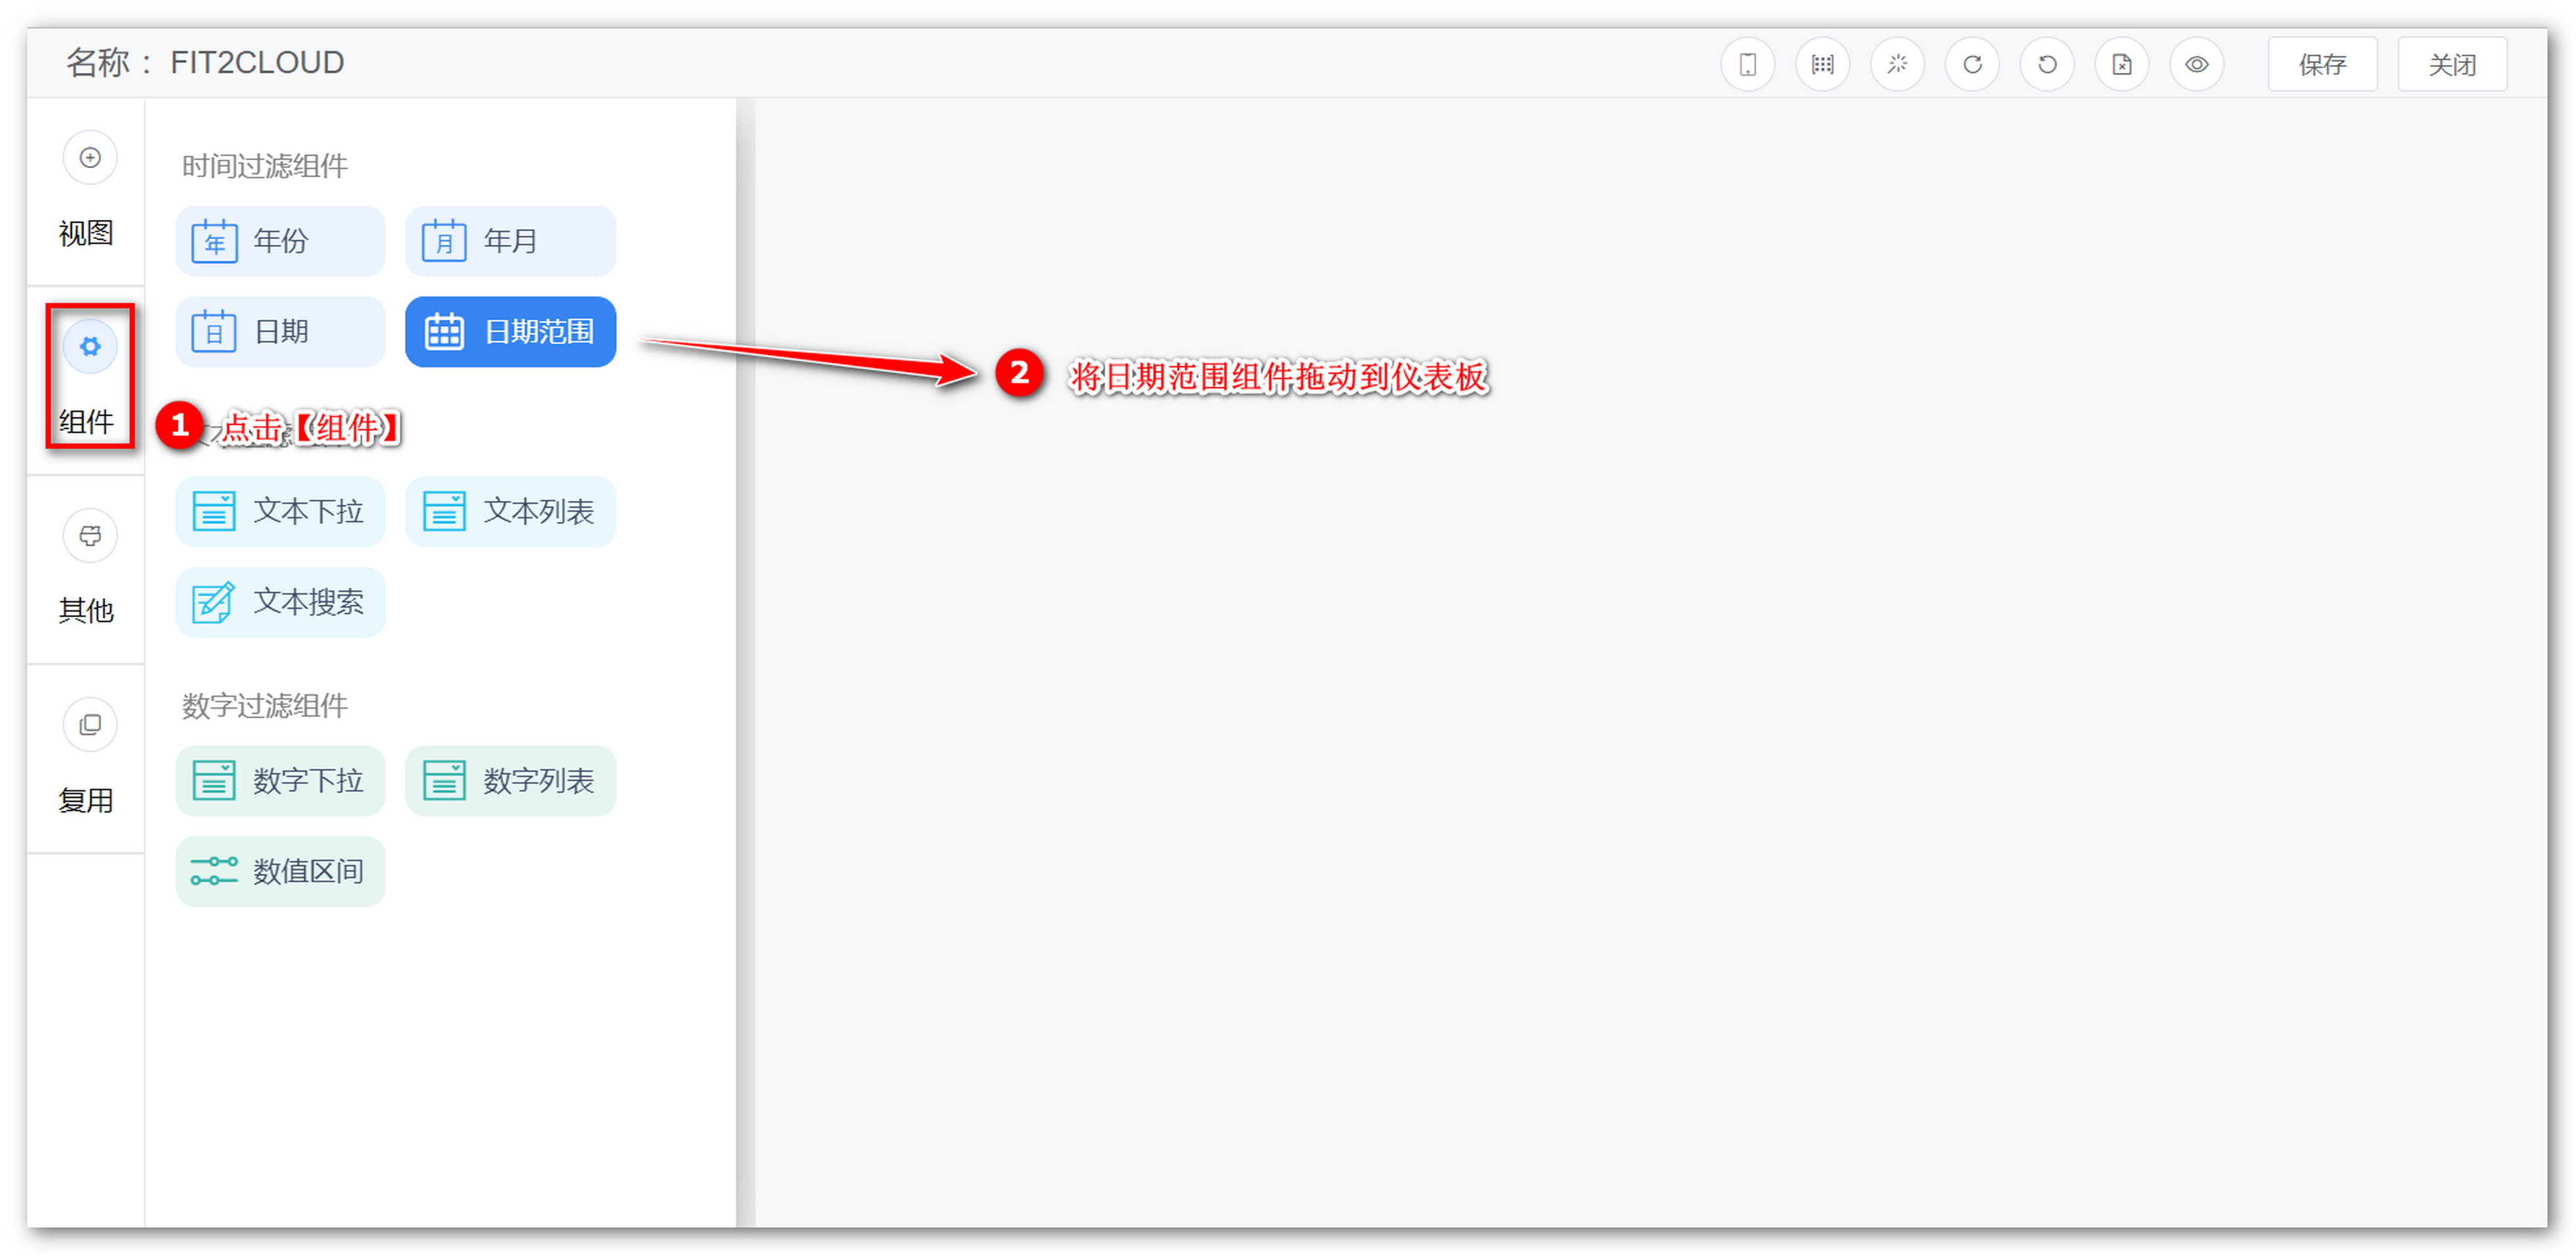 名称： FIT2CLOUD
保存
关闭
视图
组件
其他
复用
时间过滤组件
年 年份
月 年月
日 日期
日期范围
1 点击【组件】
2 将日期范围组件拖动到仪表板
文本下拉
文本列表
文本搜索
数字过滤组件
数字下拉
数字列表
数值区间